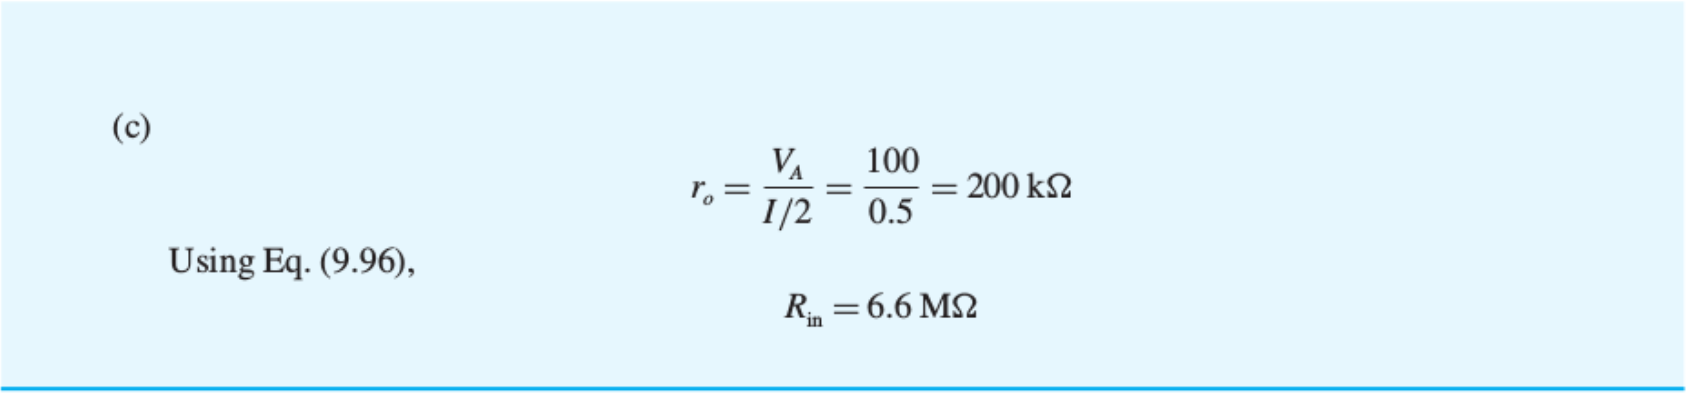 (c)
r_o = V_A / I/2 = 100 / 0.5 = 200 kΩ
Using Eq. (9.96),
R_in = 6.6 MΩ